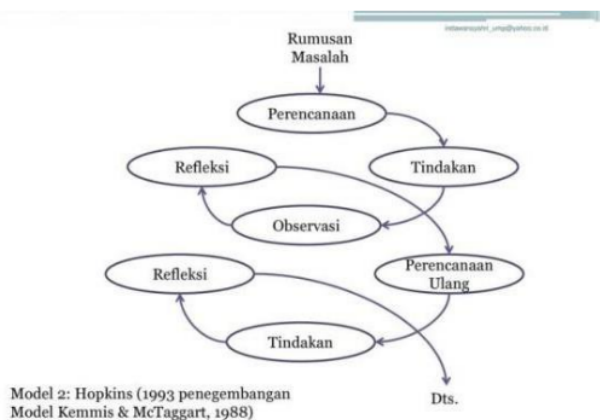 Rumusan
Masalah
Perencanaan
Refleksi
Tindakan
Observasi
Refleksi
Perencanaan
Ulang
Tindakan
Model 2: Hopkins (1993 penegembangan
Model Kemmis & McTaggart, 1988)
Dts.